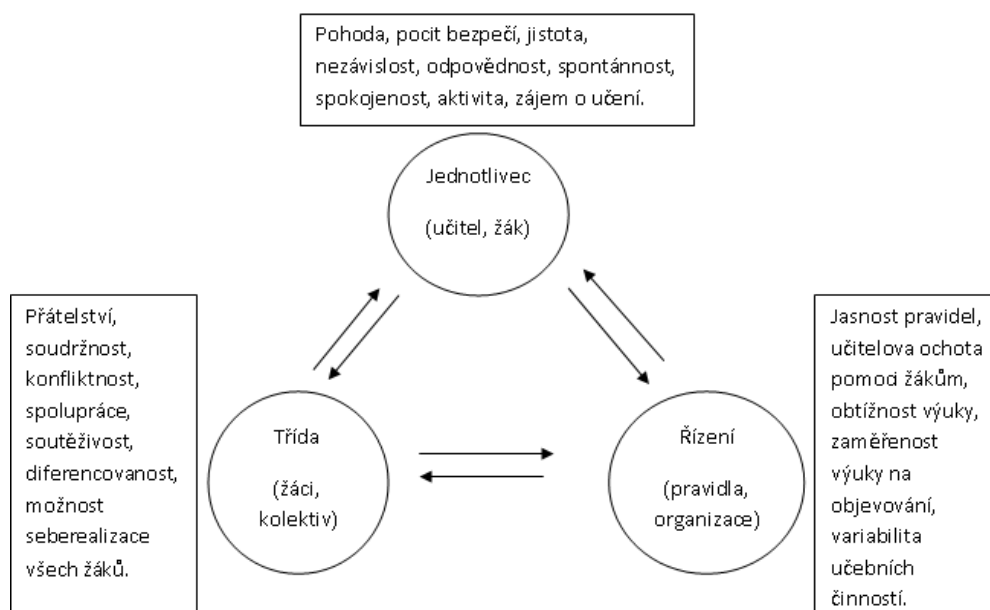 Pohoda, pocit bezpečí, jistota,
nezávislost, odpovědnost, spontánnost,
spokojenost, aktivita, zájem o učení.
Jednotlivec
(učitel, žák)
Přátelství,
soudržnost,
konfliktnost,
spolupráce,
soutěživost,
diferencovanost,
možnost
seberealizace
všech žáků.
Třída
(žáci,
kolektiv)
Řízení
(pravidla,
organizace)
Jasnost pravidel,
učitelova ochota
pomoci žákům,
obtížnost výuky,
zaměřenost
výuky na
objevování,
variabilita
učebních
činností.